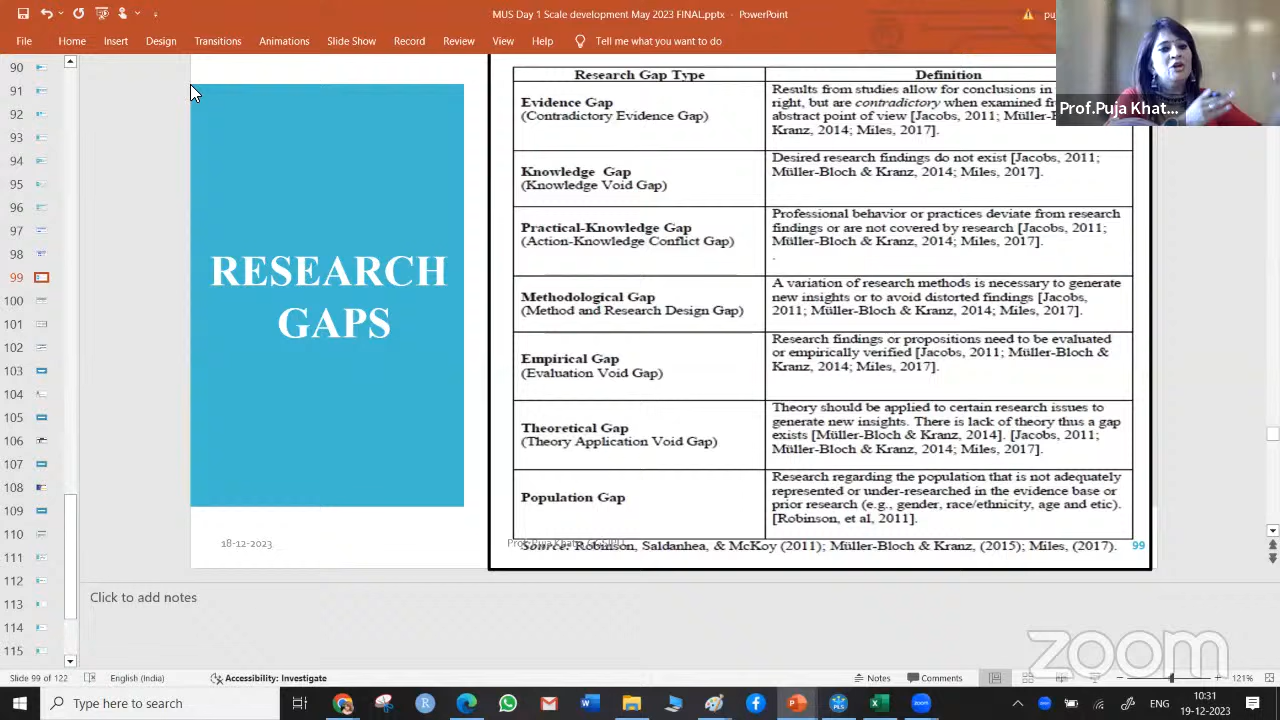 MUS Day 1 Scale development May 2023 FINAL.pptx - PowerPoint
File Home Insert Design Transitions Animations Slide Show Record Review View Help Tell me what you want to do
Prof.Puja Khat...
90
91
92
93
94
95
96
97
98
99
100
101
102
103
104
105
106
107
108
109
110
111
112
113
114
115
RESEARCH
GAPS
18-12-2023
Research Gap Type
Definition
Evidence Gap
(Contradictory Evidence Gap)
Results from studies allow for conclusions in
right, but are contradictory when examined
abstract point of view [Jacobs, 2011;
Kranz, 2014; Miles, 2017].
Knowledge Gap
(Knowledge Void Gap)
Desired research findings do not exist [Jacobs, 2011;
Müller-Bloch & Kranz, 2014; Miles, 2017].
Practical-Knowledge Gap
(Action-Knowledge Conflict Gap)
Professional behavior or practices deviate from research
findings or are not covered by research [Jacobs, 2011;
Müller-Bloch & Kranz, 2014; Miles, 2017].
.
Methodological Gap
(Method and Research Design Gap)
A variation of research methods is necessary to generate
new insights or to avoid distorted findings [Jacobs,
2011; Müller-Bloch & Kranz, 2014; Miles, 2017].
Empirical Gap
(Evaluation Void Gap)
Research findings or propositions need to be evaluated
or empirically verified [Jacobs, 2011; Müller-Bloch &
Kranz, 2014; Miles, 2017].
Theoretical Gap
(Theory Application Void Gap)
Theory should be applied to certain research issues to
generate new insights. There is lack of theory thus a gap
exists [Müller-Bloch & Kranz, 2014]. [Jacobs, 2011;
Müller-Bloch & Kranz, 2014; Miles, 2017].
Population Gap
Research regarding the population that is not adequately
represented or under-researched in the evidence base or
prior research (e.g., gender, race/ethnicity, age and etic).
[Robinson, et al, 2011].
Source: Robinson, Saldanhea, & McKoy (2011); Müller-Bloch & Kranz, (2015); Miles, (2017).
99
Click to add notes
zoom
Slide 99 of 122 English (India) Accessibility: Investigate Notes Comments 121%
Type here to search
ENG
10:31
19-12-2023